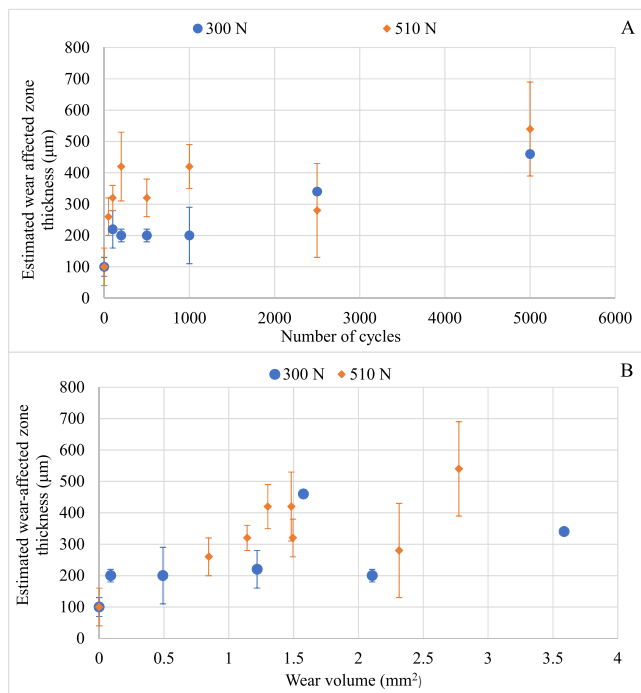 300 N 510 N A
800
700
600
500
400
300
200
100
0
Estimated wear affected zone
thickness (μm)
0 1000 2000 3000 4000 5000 6000
Number of cycles
300 N 510 N B
800
700
600
500
400
300
200
100
0
Estimated wear-affected zone
thickness (μm)
0 0.5 1 1.5 2 2.5 3 3.5 4
Wear volume (mm²)